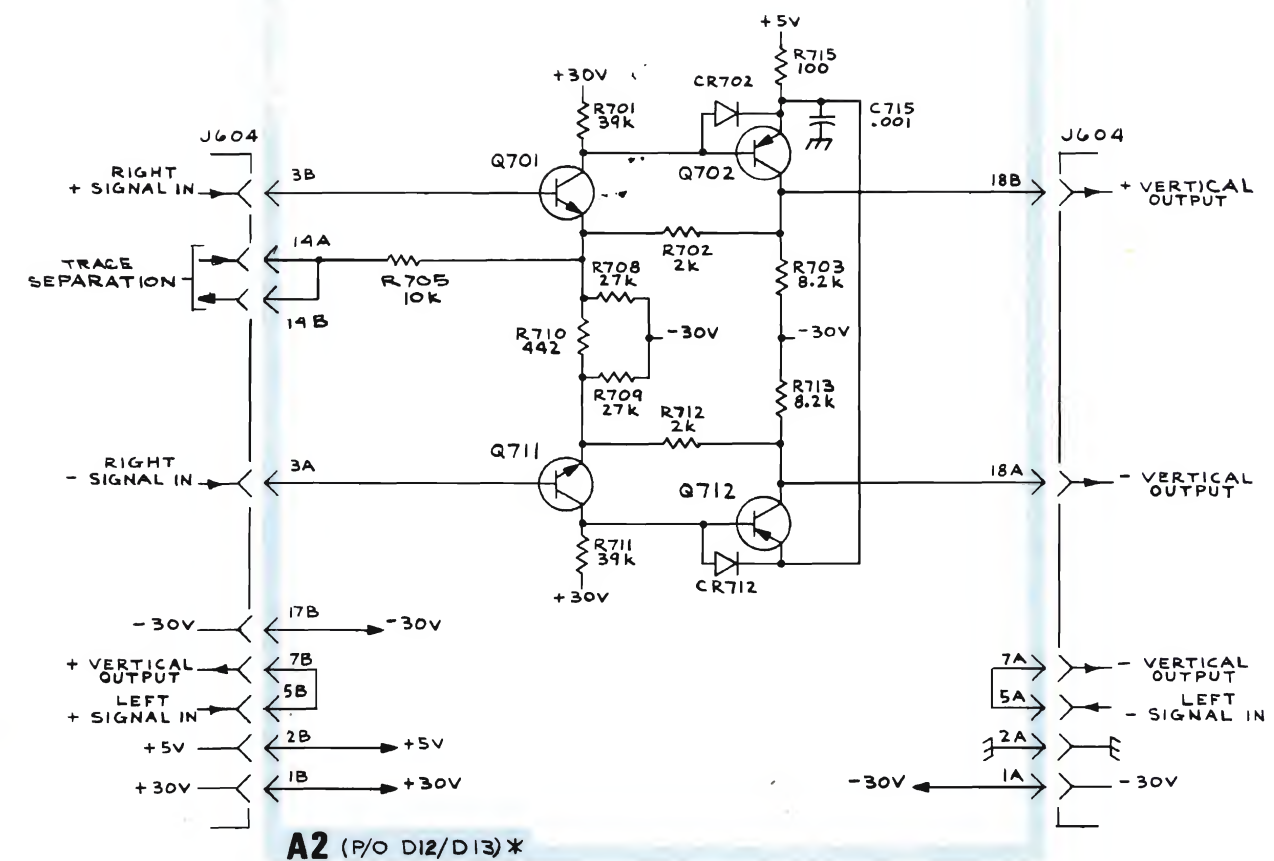 +5V
R715
100
+30V
CR702
C715
.001
R701
39K
J604
J604
Q701
Q702
RIGHT
+ SIGNAL IN
3B
18B
+ VERTICAL
OUTPUT
14A
R702
2K
TRACE
SEPARATION
R705
10K
R708
27K
R703
8.2K
14B
R710
442
-30V
-30V
R709
27K
R713
8.2K
R712
2K
Q711
RIGHT
- SIGNAL IN
3A
Q712
18A
- VERTICAL
OUTPUT
R711
39K
CR712
+30V
-30V
17B
-30V
+ VERTICAL
OUTPUT
7B
7A
- VERTICAL
OUTPUT
LEFT
+ SIGNAL IN
5B
5A
LEFT
- SIGNAL IN
+5V
2B
+5V
2A
+30V
1B
+30V
-30V
1A
-30V
A2 (P/O D12/D13)*